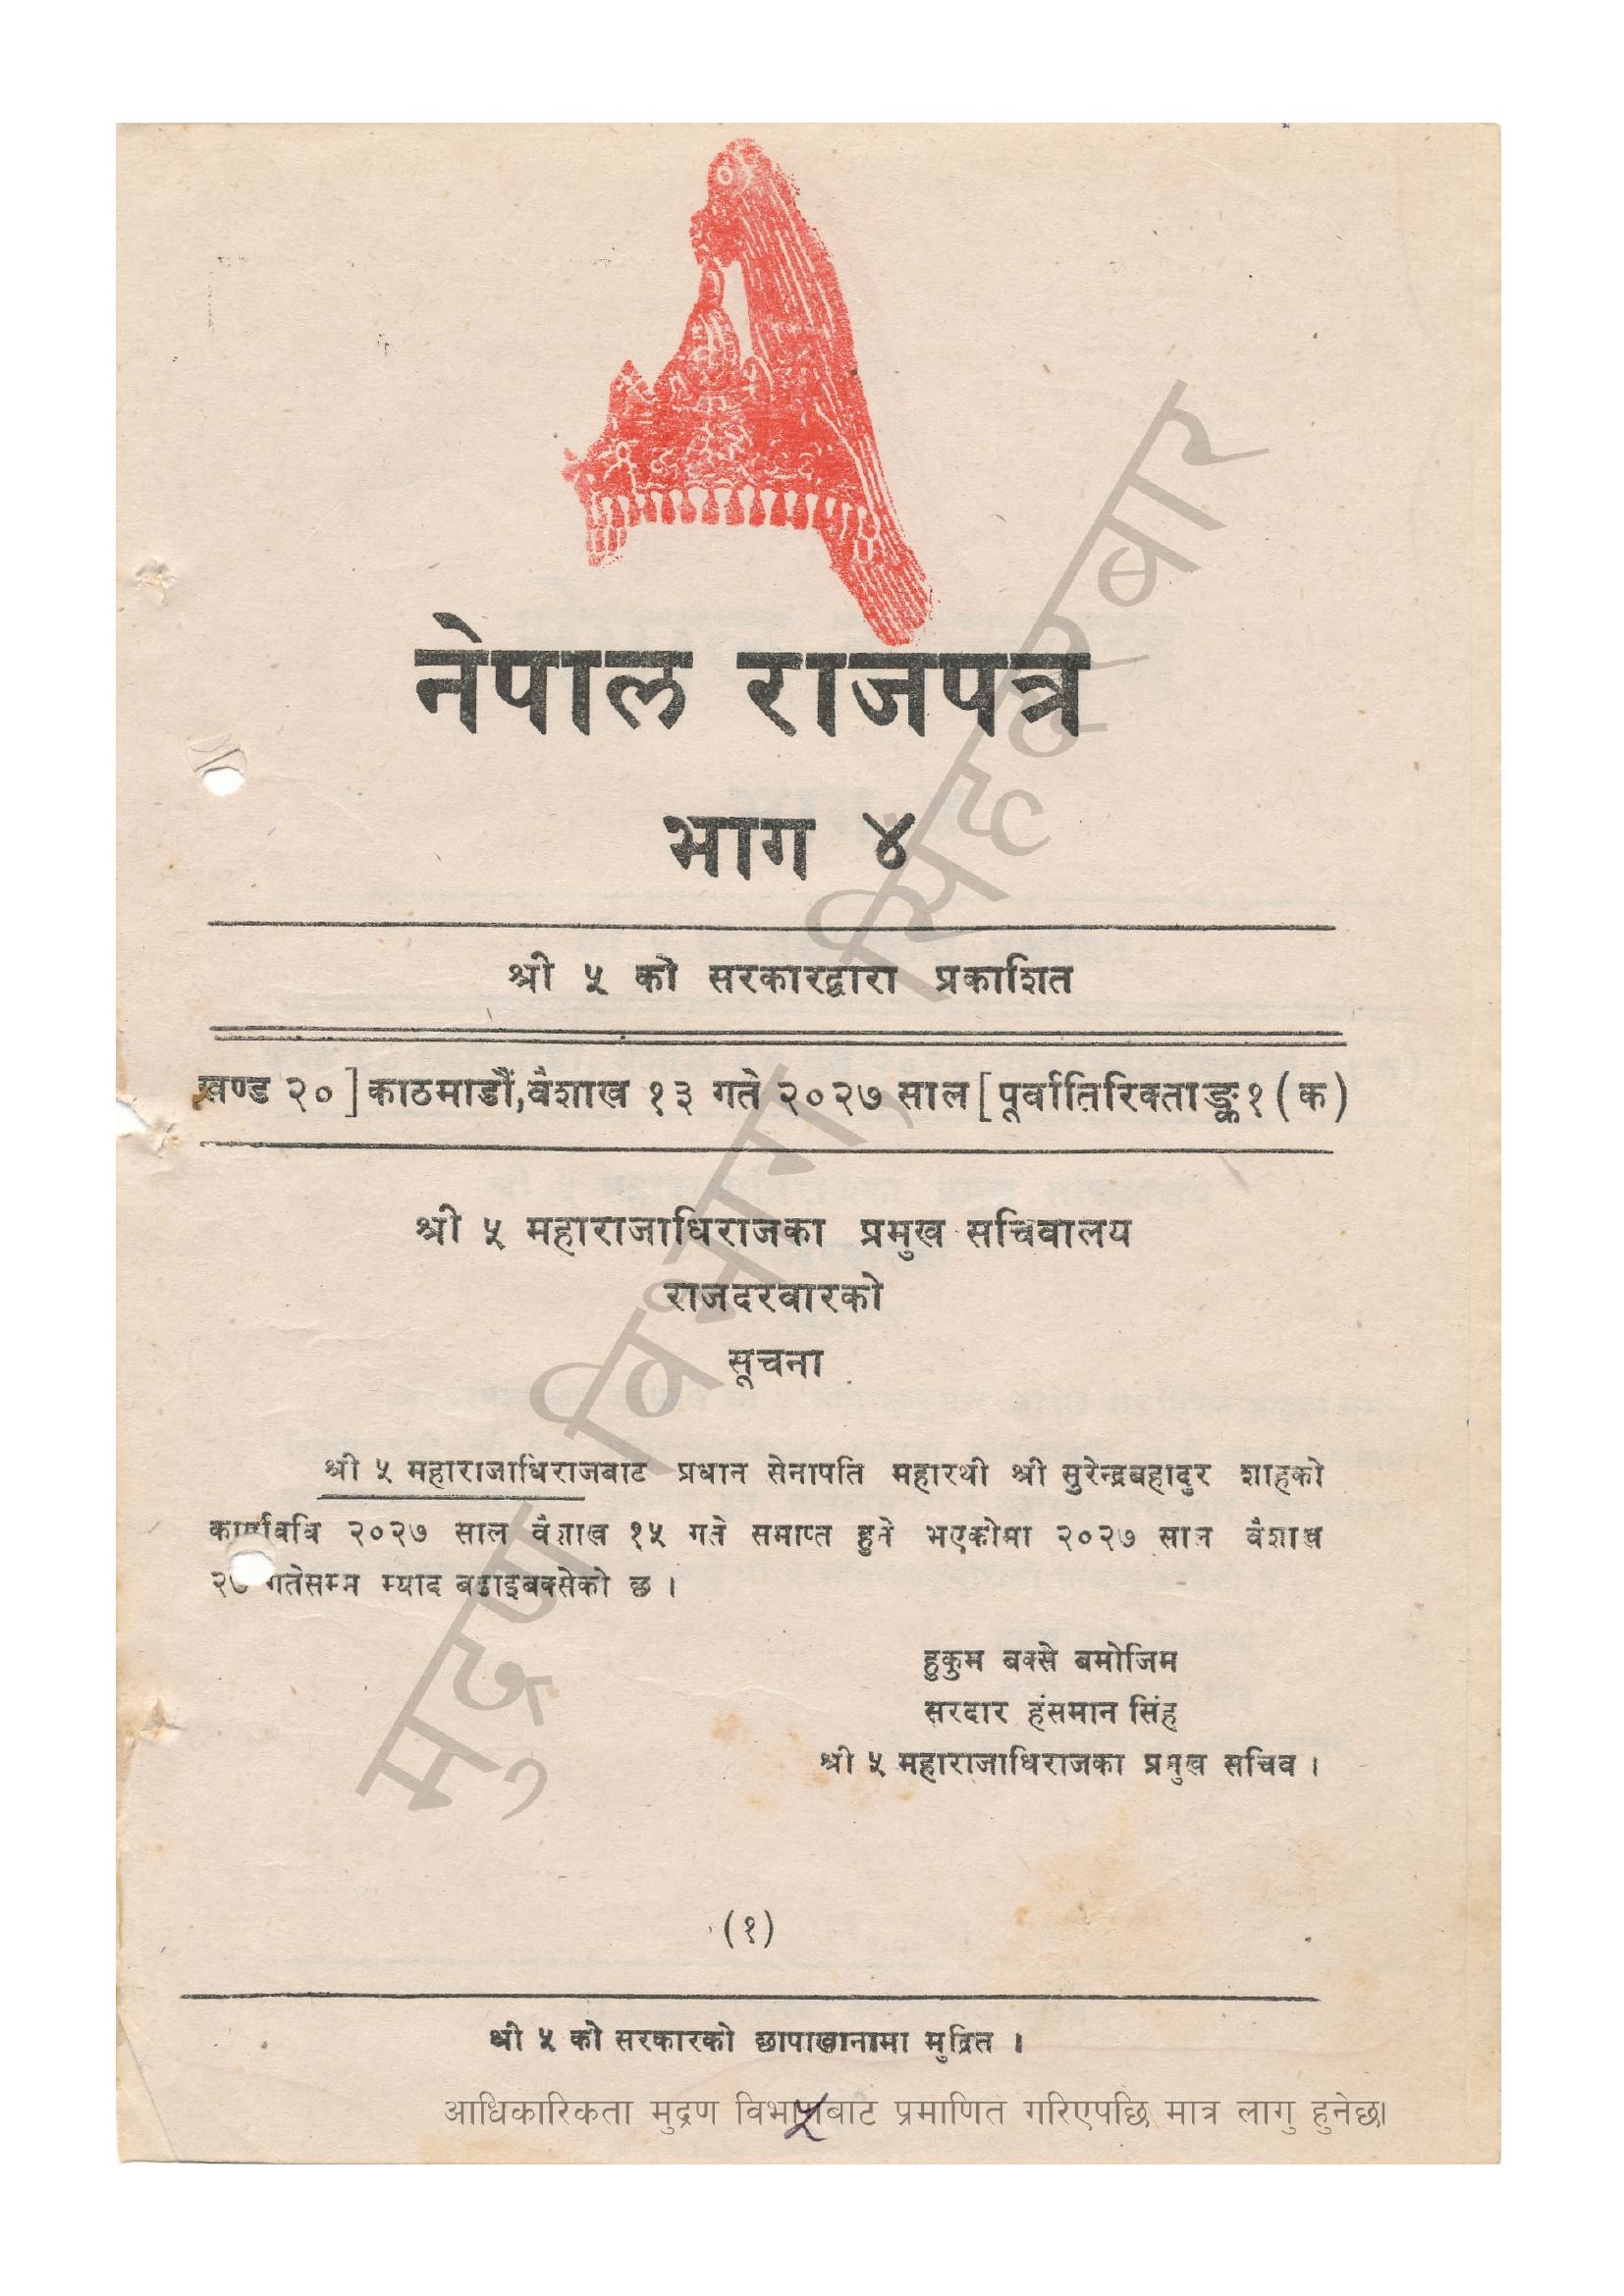 नेपाल राजपत्र
भाग ४
श्री ५ को सरकारद्वारा प्रकाशित
खण्ड २० ] काठमाडौं, वैशाख १३ गते २०२७ साल [ पूर्वातिरिक्ताङ्क १ (क)
श्री ५ महाराजाधिराजका प्रमुख सचिवालय
राजदरवारको
सूचना
श्री ५ महाराजाधिराजबाट प्रधान सेनापति महारथी श्री सुरेन्द्रबहादुर शाहको
२०२७ साल वैशाख १५ गते समाप्त हुने भएकोमा २०२७ साल वैशाख
गतेसम्म म्याद बढाइबक्सेको छ ।
हुकुम बक्से बमोजिम
सरदार हंसमान सिंह
श्री ५ महाराजाधिराजका प्रमुख सचिव ।
(१)
श्री ५ को सरकारको छापाखानामा मुद्रित ।
आधिकारिकता मुद्रण विभागबाट प्रमाणित गरिएपछि मात्र लागु हुनेछ।
मुद्रण विभाग, सिंहदरबार